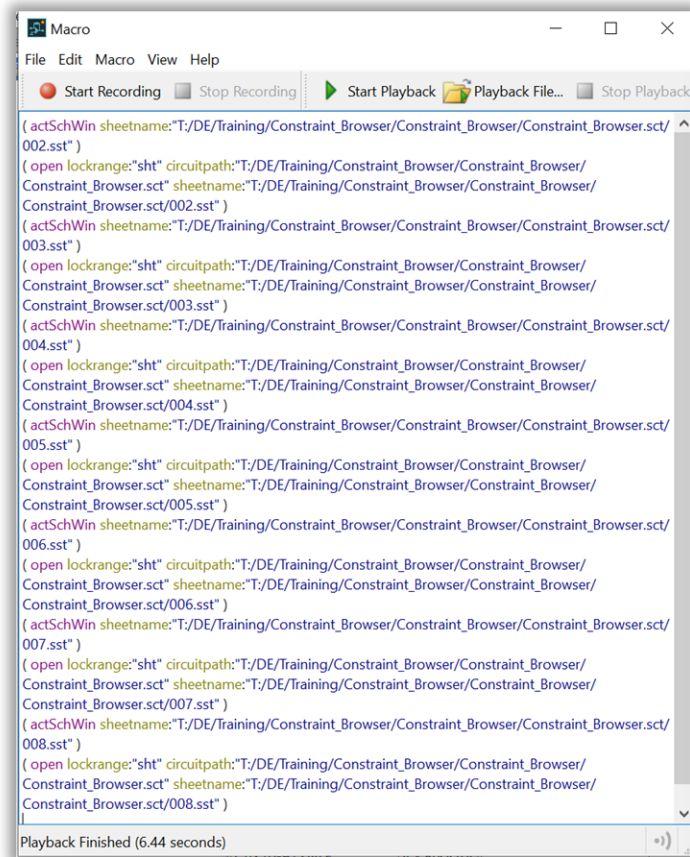 Macro
File Edit Macro View Help
Start Recording Stop Recording Start Playback Playback File... Stop Playback
( actSchWin sheetname:"T:/DE/Training/Constraint_Browser/Constraint_Browser/Constraint_Browser.sct/
002.sst" )
( open lockrange:"sht" circuitpath:"T:/DE/Training/Constraint_Browser/Constraint_Browser/
Constraint_Browser.sct" sheetname:"T:/DE/Training/Constraint_Browser/Constraint_Browser/
Constraint_Browser.sct/002.sst" )
( actSchWin sheetname:"T:/DE/Training/Constraint_Browser/Constraint_Browser/Constraint_Browser.sct/
003.sst" )
( open lockrange:"sht" circuitpath:"T:/DE/Training/Constraint_Browser/Constraint_Browser/
Constraint_Browser.sct" sheetname:"T:/DE/Training/Constraint_Browser/Constraint_Browser/
Constraint_Browser.sct/003.sst" )
( actSchWin sheetname:"T:/DE/Training/Constraint_Browser/Constraint_Browser/Constraint_Browser.sct/
004.sst" )
( open lockrange:"sht" circuitpath:"T:/DE/Training/Constraint_Browser/Constraint_Browser/
Constraint_Browser.sct" sheetname:"T:/DE/Training/Constraint_Browser/Constraint_Browser/
Constraint_Browser.sct/004.sst" )
( actSchWin sheetname:"T:/DE/Training/Constraint_Browser/Constraint_Browser/Constraint_Browser.sct/
005.sst" )
( open lockrange:"sht" circuitpath:"T:/DE/Training/Constraint_Browser/Constraint_Browser/
Constraint_Browser.sct" sheetname:"T:/DE/Training/Constraint_Browser/Constraint_Browser/
Constraint_Browser.sct/005.sst" )
( actSchWin sheetname:"T:/DE/Training/Constraint_Browser/Constraint_Browser/Constraint_Browser.sct/
006.sst" )
( open lockrange:"sht" circuitpath:"T:/DE/Training/Constraint_Browser/Constraint_Browser/
Constraint_Browser.sct" sheetname:"T:/DE/Training/Constraint_Browser/Constraint_Browser/
Constraint_Browser.sct/006.sst" )
( actSchWin sheetname:"T:/DE/Training/Constraint_Browser/Constraint_Browser/Constraint_Browser.sct/
007.sst" )
( open lockrange:"sht" circuitpath:"T:/DE/Training/Constraint_Browser/Constraint_Browser/
Constraint_Browser.sct" sheetname:"T:/DE/Training/Constraint_Browser/Constraint_Browser/
Constraint_Browser.sct/007.sst" )
( actSchWin sheetname:"T:/DE/Training/Constraint_Browser/Constraint_Browser/Constraint_Browser.sct/
008.sst" )
( open lockrange:"sht" circuitpath:"T:/DE/Training/Constraint_Browser/Constraint_Browser/
Constraint_Browser.sct" sheetname:"T:/DE/Training/Constraint_Browser/Constraint_Browser/
Constraint_Browser.sct/008.sst" )
Playback Finished (6.44 seconds)